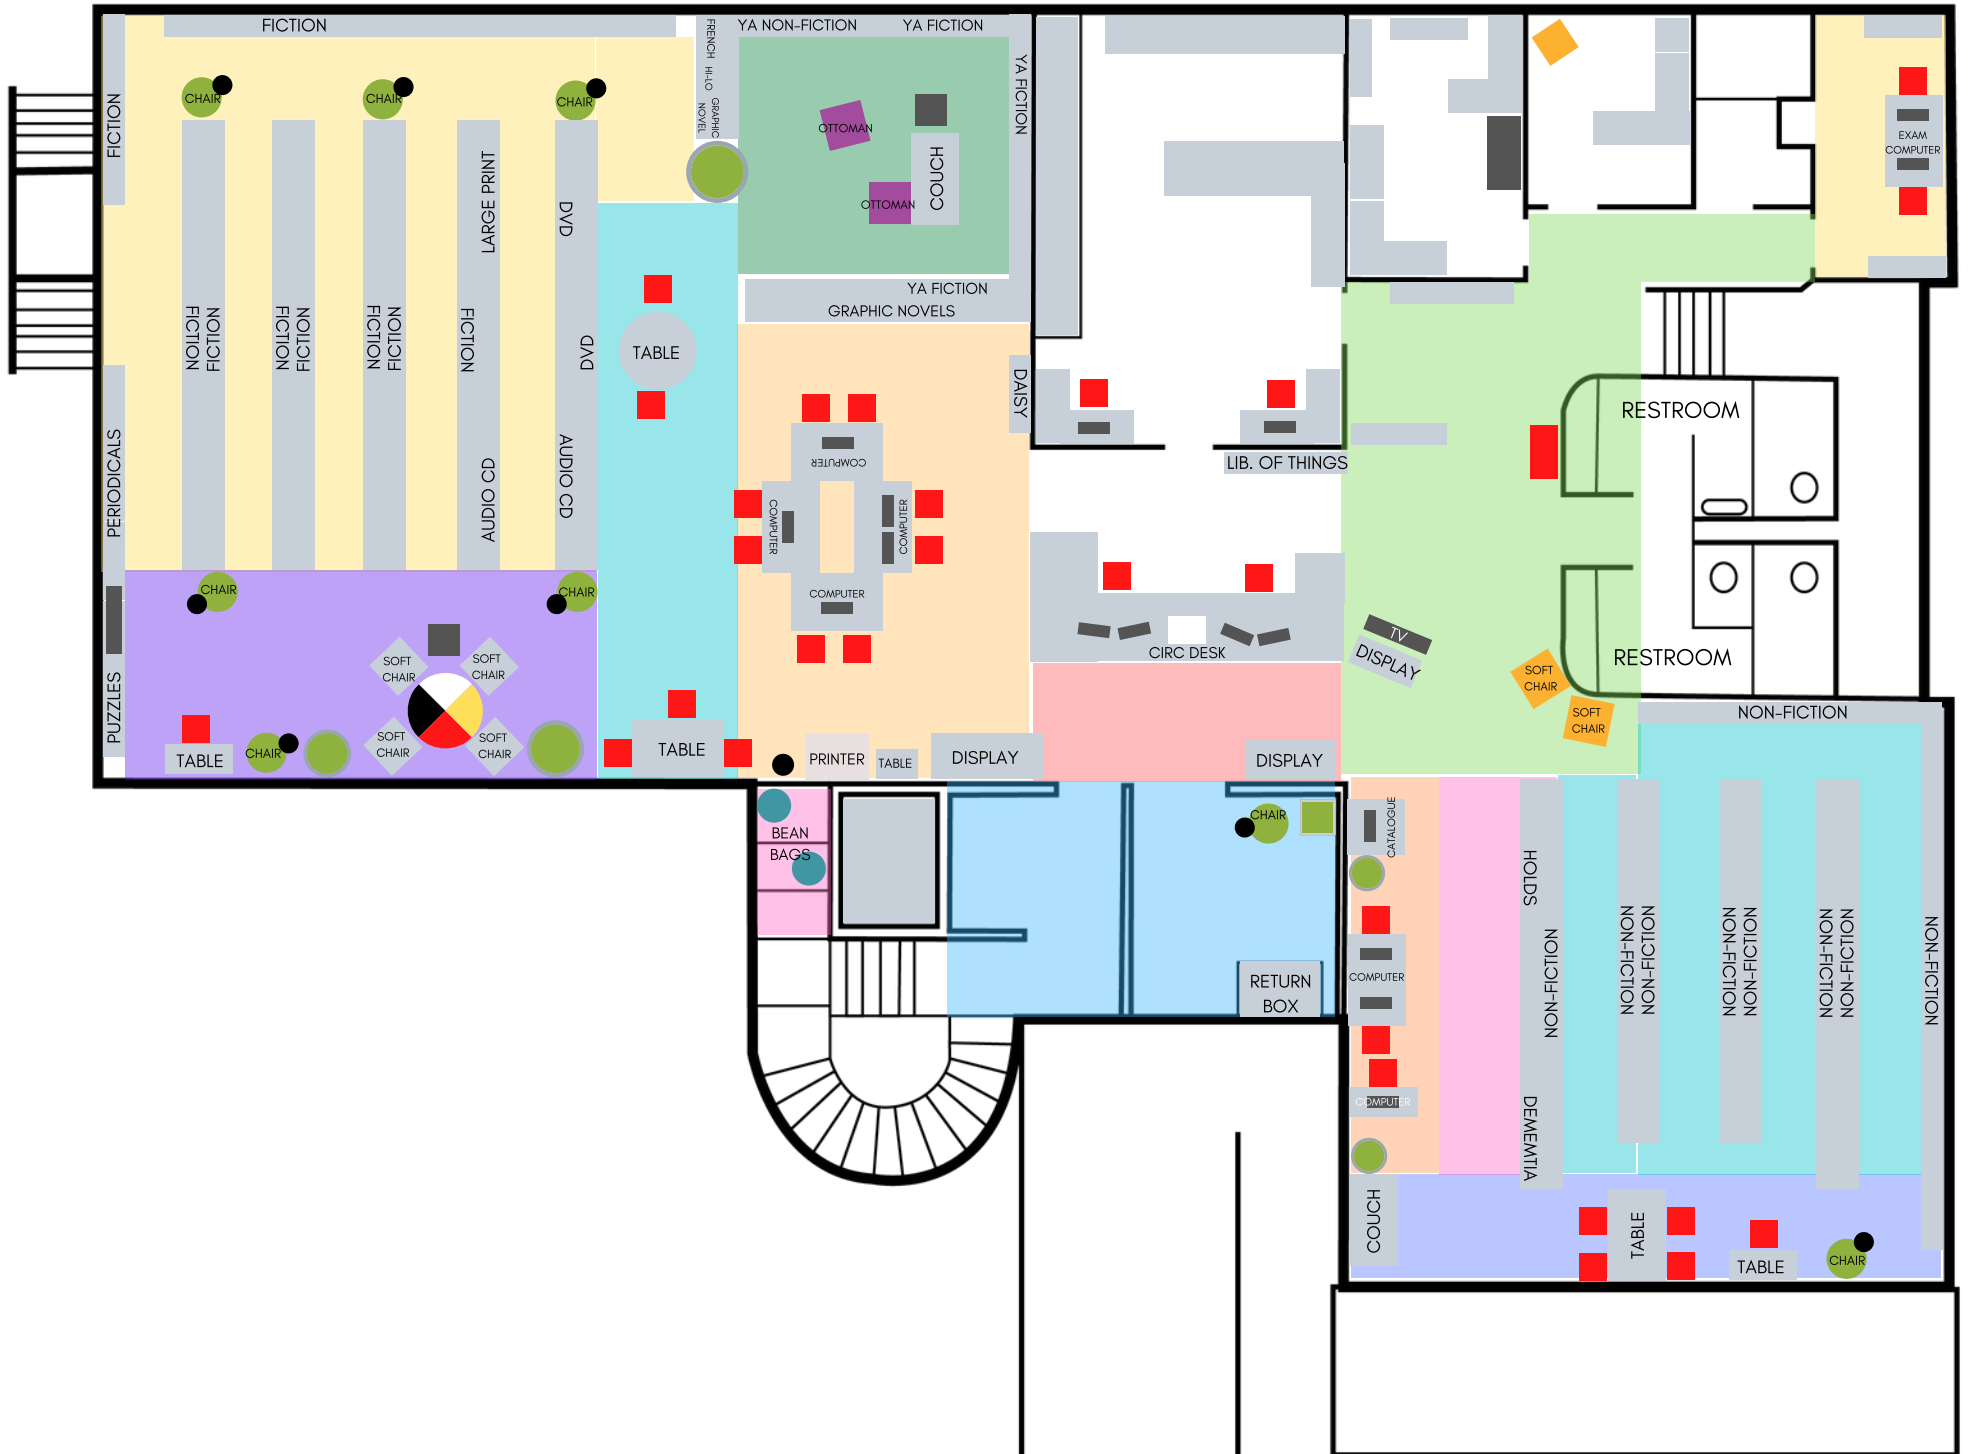 FICTION
FRENCH HI-LO
GRAPHIC
NOVEL
YA NON-FICTION
YA FICTION
YA FICTION
FICTION
CHAIR
CHAIR
CHAIR
OTTOMAN
OTTOMAN
COUCH
EXAM
COMPUTER
LARGE PRINT
DVD
FICTION
FICTION
FICTION
FICTION
FICTION
FICTION
FICTION
DVD
TABLE
YA FICTION
GRAPHIC NOVELS
DAISY
RESTROOM
PERIODICALS
AUDIO CD
AUDIO CD
COMPUTER
COMPUTER
COMPUTER
COMPUTER
LIB. OF THINGS
CHAIR
CHAIR
CIRC DESK
TV
DISPLAY
RESTROOM
SOFT
CHAIR
SOFT
CHAIR
SOFT
CHAIR
SOFT
CHAIR
PUZZLES
TABLE
CHAIR
SOFT
CHAIR
SOFT
CHAIR
TABLE
PRINTER
TABLE
DISPLAY
DISPLAY
NON-FICTION
BEAN
BAGS
CHAIR
CATALOGUE
RETURN
BOX
COMPUTER
COMPUTER
HOLDS
NON-FICTION
DEMEMTIA
NON-FICTION
NON-FICTION
NON-FICTION
NON-FICTION
NON-FICTION
NON-FICTION
NON-FICTION
COUCH
TABLE
TABLE
CHAIR